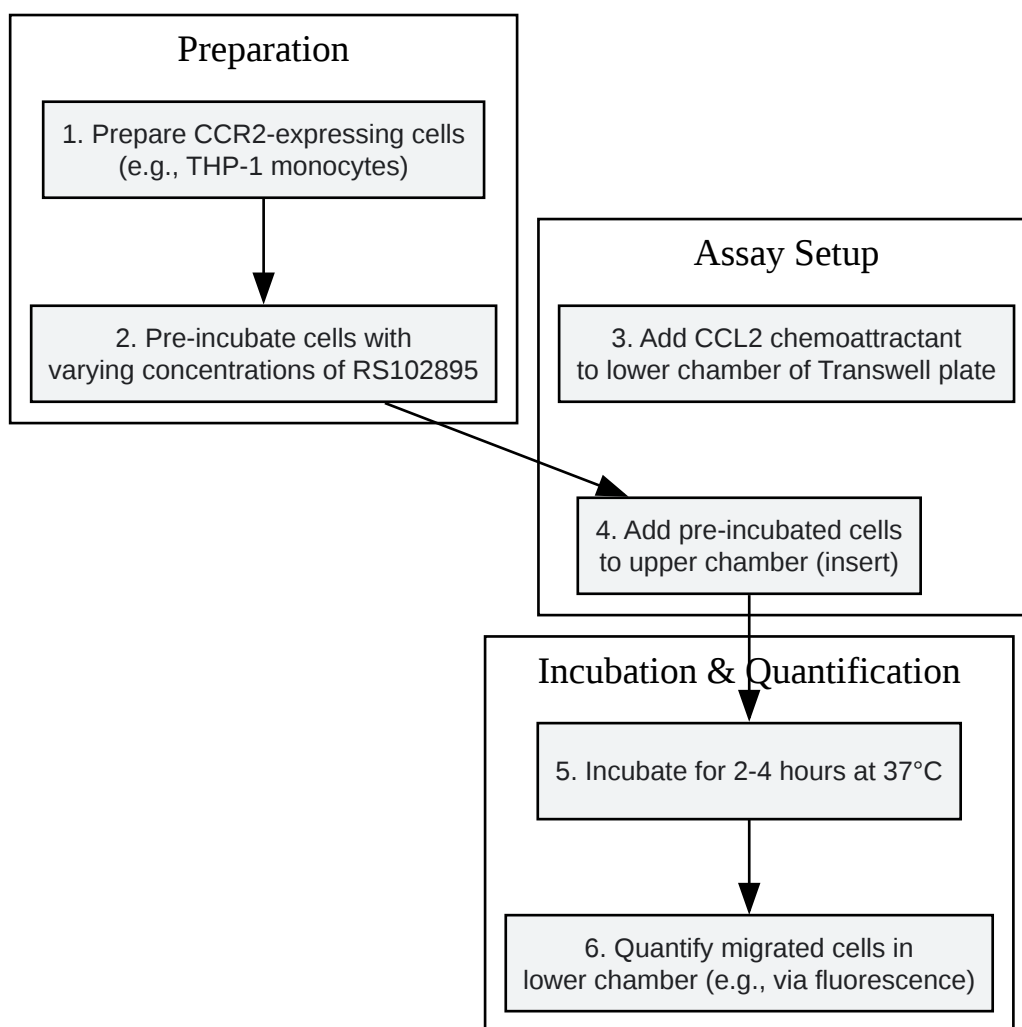 Preparation
1. Prepare CCR2-expressing cells
(e.g., THP-1 monocytes)
2. Pre-incubate cells with
varying concentrations of RS102895
Assay Setup
3. Add CCL2 chemoattractant
to lower chamber of Transwell plate
4. Add pre-incubated cells
to upper chamber (insert)
Incubation & Quantification
5. Incubate for 2-4 hours at 37°C
6. Quantify migrated cells in
lower chamber (e.g., via fluorescence)